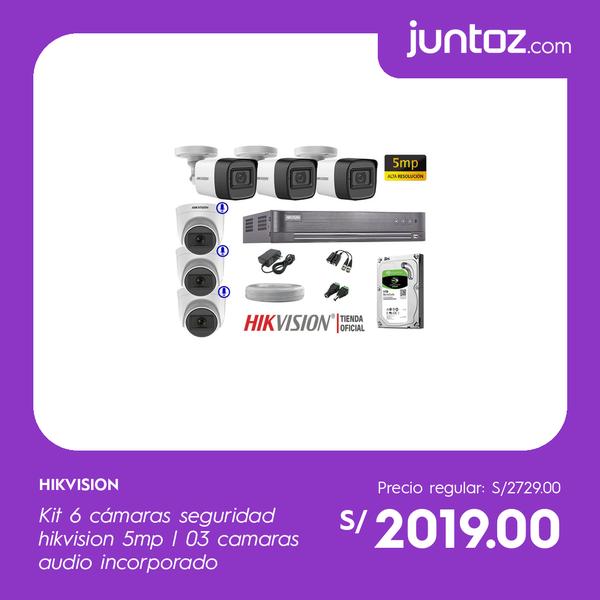 juntoz.com
5mp
ALTA RESOLUCIÓN
HIKVISION
HIKVISION® TIENDA OFICIAL
HIKVISION
Kit 6 cámaras seguridad
hikvision 5mp | 03 camaras
audio incorporado
Precio regular: S/2729.00
S/ 2019.00